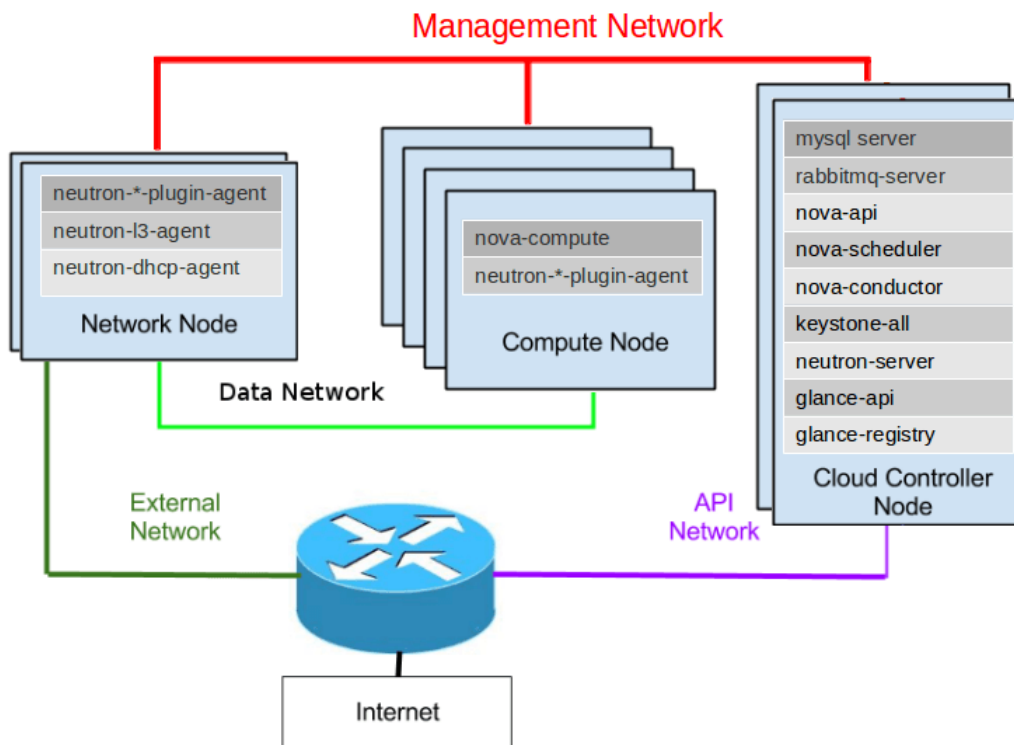 Management Network
neutron-*-plugin-agent
neutron-l3-agent
neutron-dhcp-agent
Network Node
nova-compute
neutron-*-plugin-agent
Compute Node
mysql server
rabbitmq-server
nova-api
nova-scheduler
nova-conductor
keystone-all
neutron-server
glance-api
glance-registry
Cloud Controller
Node
Data Network
External
Network
API
Network
Internet